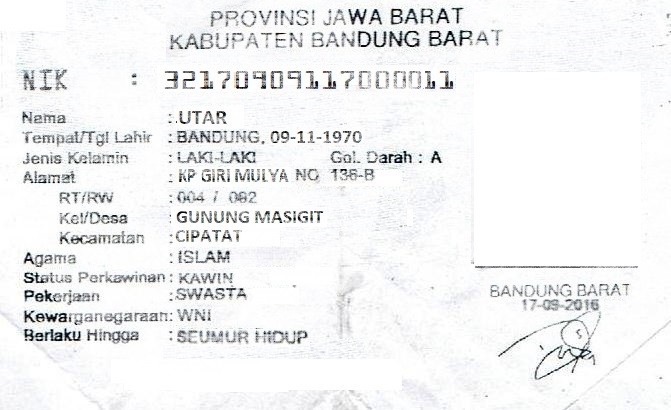 PROVINSI JAWA BARAT
KABUPATEN BANDUNG BARAT
NIK : 3217090911700011
Nama : UTAR
Tempat/Tgl Lahir : BANDUNG, 09-11-1970
Jenis Kelamin : LAKI-LAKI Gol. Darah : A
Alamat : KP GIRI MULYA NO 136-B
RT/RW : 004 / 082
Kel/Desa : GUNUNG MASIGIT
Kecamatan : CIPATAT
Agama : ISLAM
Status Perkawinan : KAWIN
Pekerjaan : SWASTA
Kewarganegaraan : WNI
Berlaku Hingga : SEUMUR HIDUP
BANDUNG BARAT
17-09-2016